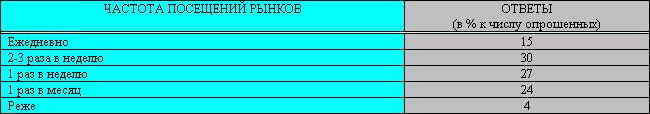 ЧАСТОТА ПОСЕЩЕНИЙ РЫНКОВ
ОТВЕТЫ
(в % к числу опрошенных)
Ежедневно 15
2-3 раза в неделю 30
1 раз в неделю 27
1 раз в месяц 24
Реже 4